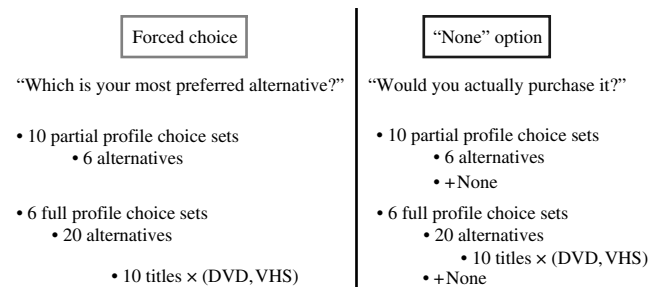 Forced choice
“Which is your most preferred alternative?”
• 10 partial profile choice sets
• 6 alternatives
• 6 full profile choice sets
• 20 alternatives
• 10 titles × (DVD, VHS)
“None” option
“Would you actually purchase it?”
• 10 partial profile choice sets
• 6 alternatives
• +None
• 6 full profile choice sets
• 20 alternatives
• 10 titles × (DVD, VHS)
• +None